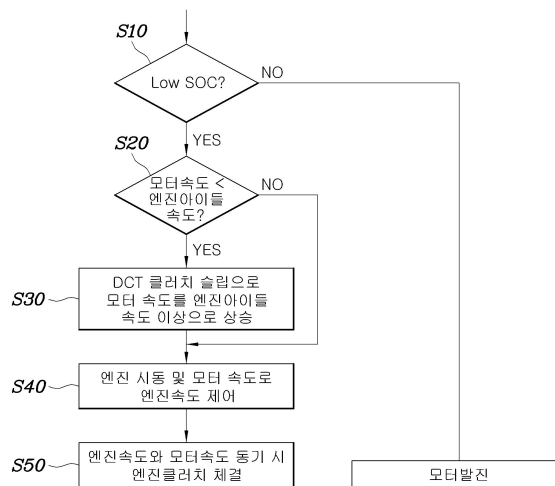 S10
Low SOC?
NO
YES
S20
모터속도 <
엔진아이들
속도?
NO
YES
S30
DCT 클러치 슬립으로
모터 속도를 엔진아이들
속도 이상으로 상승
S40
엔진 시동 및 모터 속도로
엔진속도 제어
S50
엔진속도와 모터속도 동기 시
엔진클러치 체결
모터발진